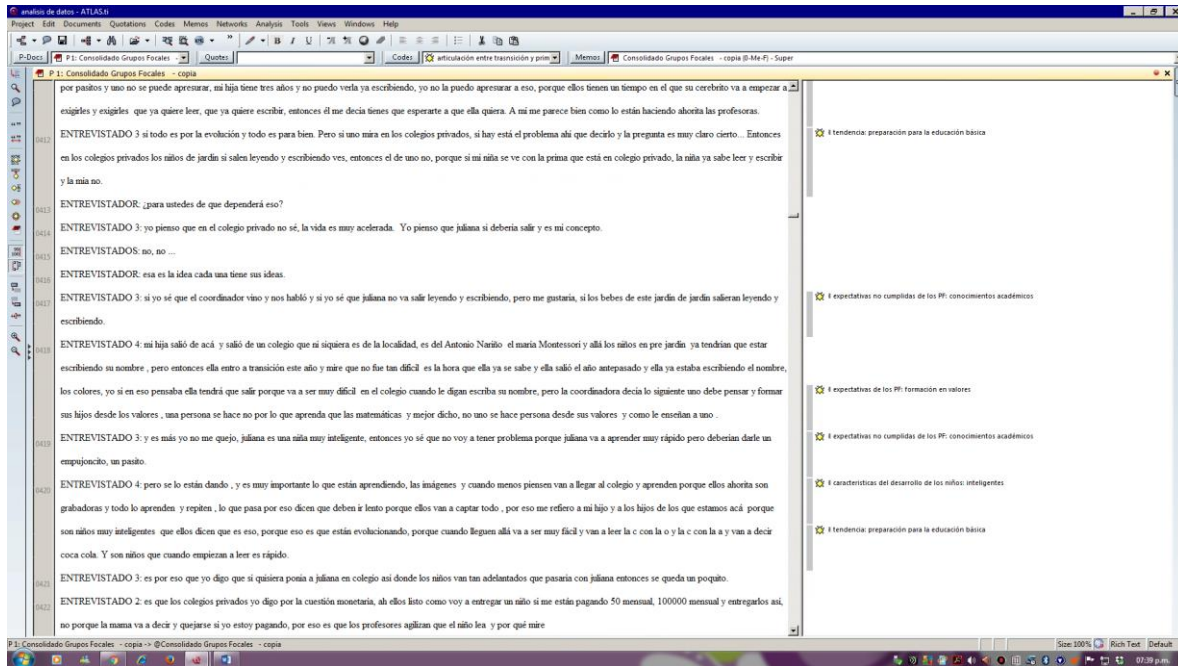 analisis de datos - ATLAS.ti
Project Edit Documents Quotations Codes Memos Networks Analysis Tools Views Windows Help
P-Docs P 1: Consolidado Grupos Focales - Quotes Codes articulación entre trasnsición y prim Memos Consolidado Grupos Focales - copia {0-Me-F} - Super
P 1: Consolidado Grupos Focales - copia
por pasitos y uno no se puede apresurar, mi hija tiene tres años y no puedo verla ya escribiendo, yo no la puedo apresurar a eso, porque ellos tienen un tiempo en el que su cerebrito va a empezar a
exigirles y exigirles que ya quiere leer, que ya quiere escribir, entonces él me decía tienes que esperarte a que ella quiera. A mi me parece bien como lo están haciendo ahorita las profesoras.
0412 ENTREVISTADO 3 si todo es por la evolución y todo es para bien. Pero si uno mira en los colegios privados, si hay está el problema ahi que decirlo y la pregunta es muy claro cierto... Entonces
en los colegios privados los niños de jardín si salen leyendo y escribiendo ves, entonces el de uno no, porque si mi niña se ve con la prima que está en colegio privado, la niña ya sabe leer y escribir
y la mia no.
0413 ENTREVISTADOR: ¿para ustedes de que dependerá eso?
0414 ENTREVISTADO 3: yo pienso que en el colegio privado no sé, la vida es muy acelerada. Yo pienso que juliana si debería salir y es mi concepto.
0415 ENTREVISTADOS: no, no ...
0416 ENTREVISTADOR: esa es la idea cada una tiene sus ideas.
0417 ENTREVISTADO 3: si yo sé que el coordinador vino y nos habló y si yo sé que juliana no va salir leyendo y escribiendo, pero me gustaría, si los bebes de este jardín de jardín salieran leyendo y
escribiendo.
0418 ENTREVISTADO 4: mi hija salió de acá y salió de un colegio que ni siquiera es de la localidad, es del Antonio Nariño el maría Montessori y allá los niños en pre jardín ya tendrían que estar
escribiendo su nombre , pero entonces ella entro a transición este año y mire que no fue tan difícil es la hora que ella ya se sabe y ella salió el año antepasado y ella ya estaba escribiendo el nombre,
los colores, yo si en eso pensaba ella tendrá que salir porque va a ser muy difícil en el colegio cuando le digan escriba su nombre, pero la coordinadora decía lo siguiente uno debe pensar y formar
sus hijos desde los valores , una persona se hace no por lo que aprenda que las matemáticas y mejor dicho, no uno se hace persona desde sus valores y como le enseñan a uno .
0419 ENTREVISTADO 3: y es más yo no me quejo, juliana es una niña muy inteligente, entonces yo sé que no voy a tener problema porque juliana va a aprender muy rápido pero deberían darle un
empujoncito, un pasito.
0420 ENTREVISTADO 4: pero se lo están dando , y es muy importante lo que están aprendiendo, las imágenes y cuando menos piensen van a llegar al colegio y aprenden porque ellos ahorita son
grabadoras y todo lo aprenden y repiten , lo que pasa por eso dicen que deben ir lento porque ellos van a captar todo , por eso me refiero a mi hijo y a los hijos de los que estamos acá porque
son niños muy inteligentes que ellos dicen que es eso, porque eso es que están evolucionando, porque cuando lleguen allá va a ser muy fácil y van a leer la c con la o y la c con la a y van a decir
coca cola. Y son niños que cuando empiezan a leer es rápido.
0421 ENTREVISTADO 3: es por eso que yo digo que si quisiera ponia a juliana en colegio asi donde los niños van tan adelantados que pasaria con juliana entonces se queda un poquito.
0422 ENTREVISTADO 2: es que los colegios privados yo digo por la cuestión monetaria, ah ellos listo como voy a entregar un niño si me están pagando 50 mensual, 100000 mensual y entregarlos así,
no porque la mama va a decir y quejarse si yo estoy pagando, por eso es que los profesores agilizan que el niño lea y por qué mire
tendencia: preparación para la educación básica
expectativas no cumplidas de los PF: conocimientos académicos
expectativas de los PF: formación en valores
expectativas no cumplidas de los PF: conocimientos académicos
características del desarrollo de los niños: inteligentes
tendencia: preparación para la educación básica
P 1: Consolidado Grupos Focales - copia -> @Consolidado Grupos Focales - copia Size: 100% Rich Text Default
07:39 p.m.